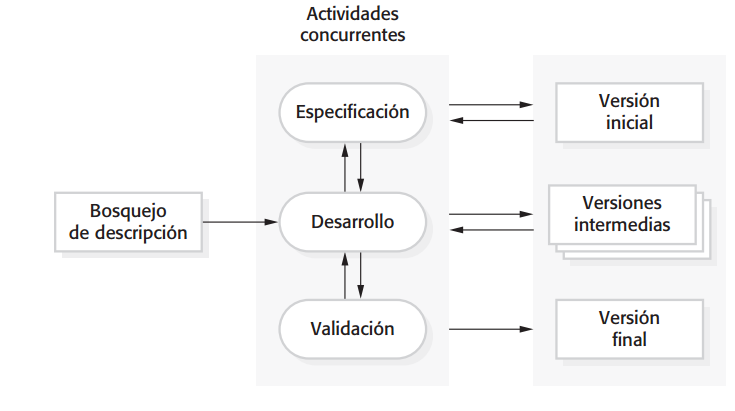 Actividades
concurrentes
Especificación
Versión
inicial
Bosquejo
de descripción
Desarrollo
Versiones
intermedias
Validación
Versión
final